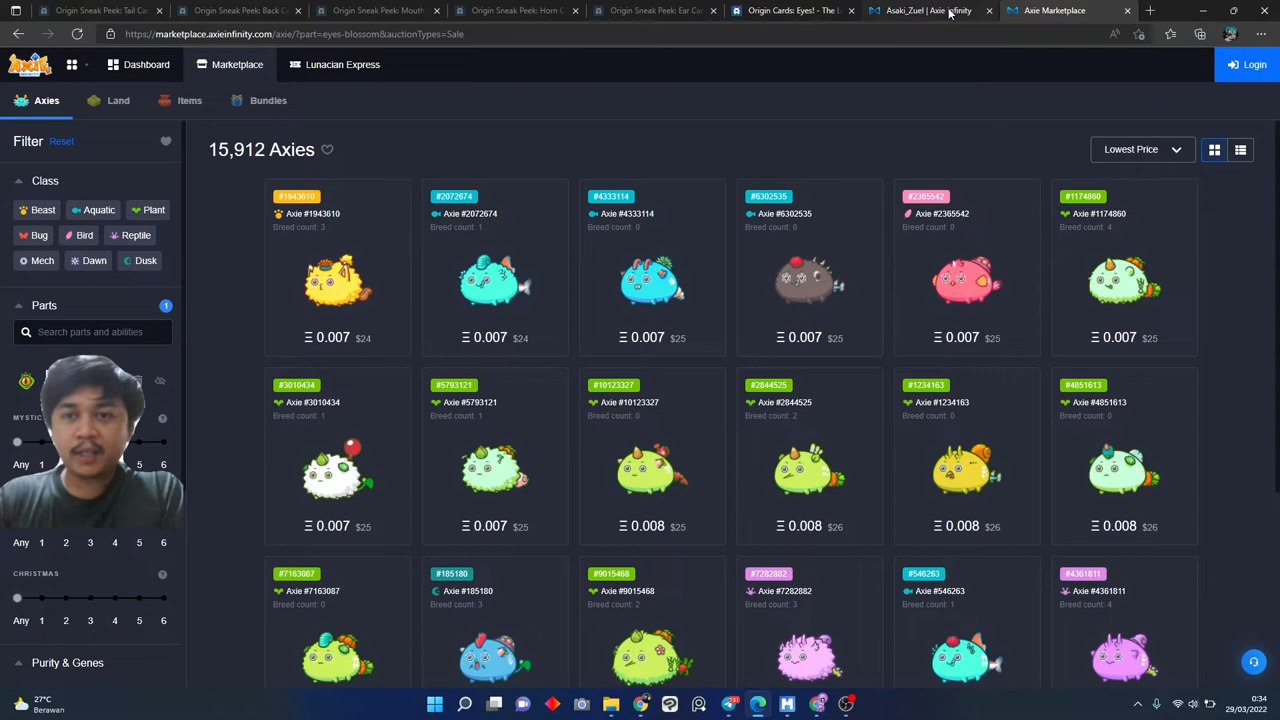 Origin Sneak Peek: Tail Car
Origin Sneak Peek: Back C
Origin Sneak Peek: Mouth
Origin Sneak Peek: Horn C
Origin Sneak Peek: Ear Car
Origin Cards: Eyes! - The L
Asaki_Zuel | Axie Infinity
Axie Marketplace
https://marketplace.axieinfinity.com/axie/?part=eyes-blossom&auctionTypes=Sale
Dashboard
Marketplace
Lunacian Express
Login
Axies
Land
Items
Bundles
Filter
Reset
15,912 Axies
Lowest Price
Class
Beast Aquatic Plant
Bug Bird Reptile
Mech Dawn Dusk
Parts
1
Search parts and abilities
MYSTIC
Any 1 5 6
Any 1 2 3 4 5 6
CHRISTMAS
Any 1 2 3 4 5 6
Purity & Genes
#1943610 #2072674 #4333114 #6302535 #2365542 #1174860
Axie #1943610 Axie #2072674 Axie #4333114 Axie #6302535 Axie #2365542 Axie #1174860
Breed count: 3 Breed count: 1 Breed count: 0 Breed count: 0 Breed count: 0 Breed count: 4
Ξ 0.007 $24 Ξ 0.007 $24 Ξ 0.007 $25 Ξ 0.007 $25 Ξ 0.007 $25 Ξ 0.007 $25
#3010434 #5793121 #10123327 #2844525 #1234163 #4851613
Axie #3010434 Axie #5793121 Axie #10123327 Axie #2844525 Axie #1234163 Axie #4851613
Breed count: 1 Breed count: 1 Breed count: 0 Breed count: 2 Breed count: 0 Breed count: 0
Ξ 0.007 $25 Ξ 0.007 $25 Ξ 0.008 $25 Ξ 0.008 $26 Ξ 0.008 $26 Ξ 0.008 $26
#7163087 #185180 #9015468 #7282882 #546263 #4361811
Axie #7163087 Axie #185180 Axie #9015468 Axie #7282882 Axie #546263 Axie #4361811
Breed count: 0 Breed count: 3 Breed count: 2 Breed count: 3 Breed count: 1 Breed count: 4
27°C
Berawan
0:34
29/03/2022